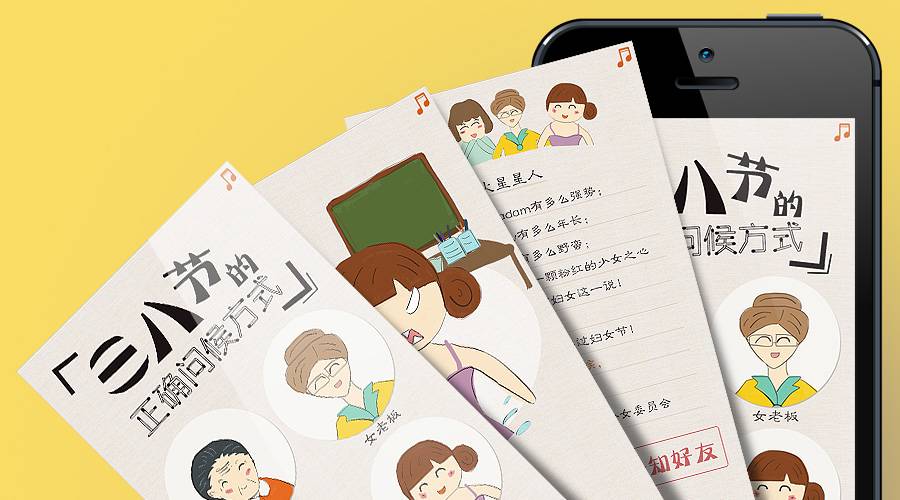 「三八节的
正确问候方式」
女老板
火星星人
adam有多么强势;
有多么年长;
有多么野蛮;
一颗粉红的少女之心
妇女这一说!
过妇女节!
女委员会
知好友
八节的
问候方式」
女老板